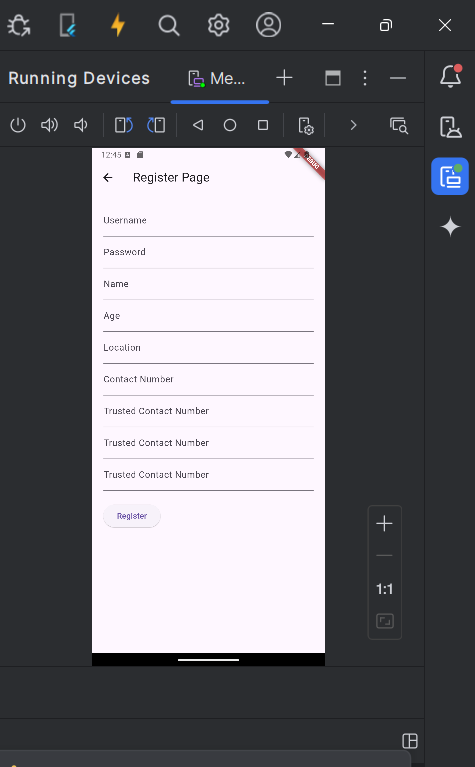 Running Devices
Me...
12:45
DEBUG
Register Page
Username
Password
Name
Age
Location
Contact Number
Trusted Contact Number
Trusted Contact Number
Trusted Contact Number
Register
1:1